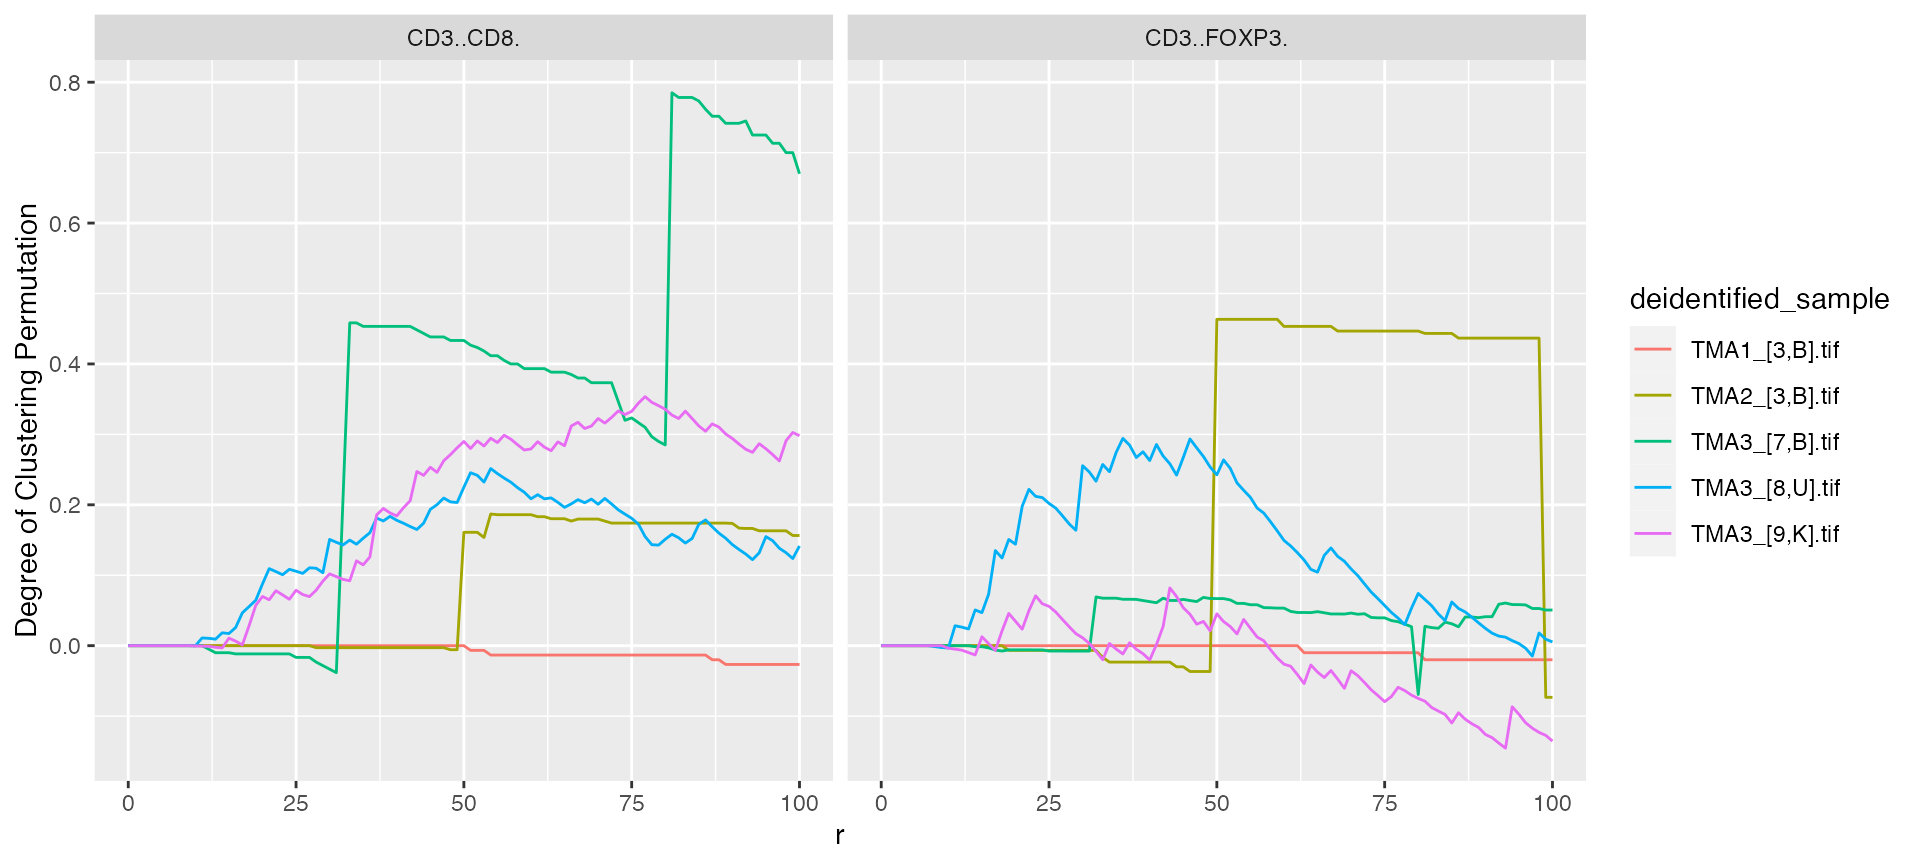 CD3..CD8.
CD3..FOXP3.
Degree of Clustering Permutation
0.8
0.6
0.4
0.2
0.0
0 25 50 75 100
0 25 50 75 100
r
deidentified_sample
TMA1_[3,B].tif
TMA2_[3,B].tif
TMA3_[7,B].tif
TMA3_[8,U].tif
TMA3_[9,K].tif